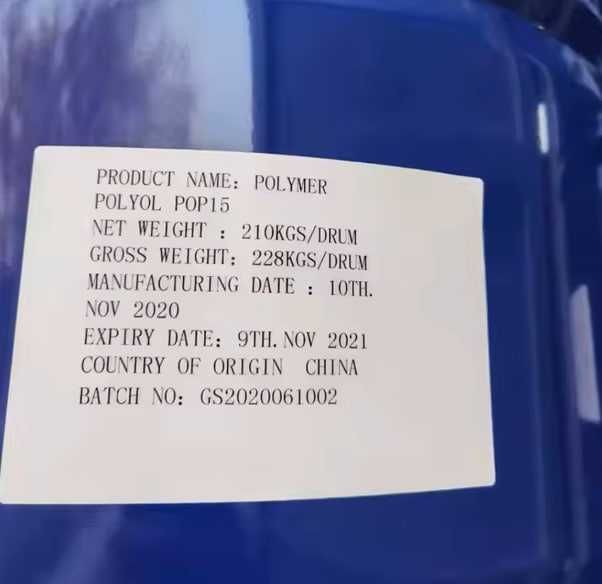 PRODUCT NAME: POLYMER
POLYOL POP15
NET WEIGHT : 210KGS/DRUM
GROSS WEIGHT: 228KGS/DRUM
MANUFACTURING DATE : 10TH.
NOV 2020
EXPIRY DATE: 9TH. NOV 2021
COUNTRY OF ORIGIN CHINA
BATCH NO: GS2020061002